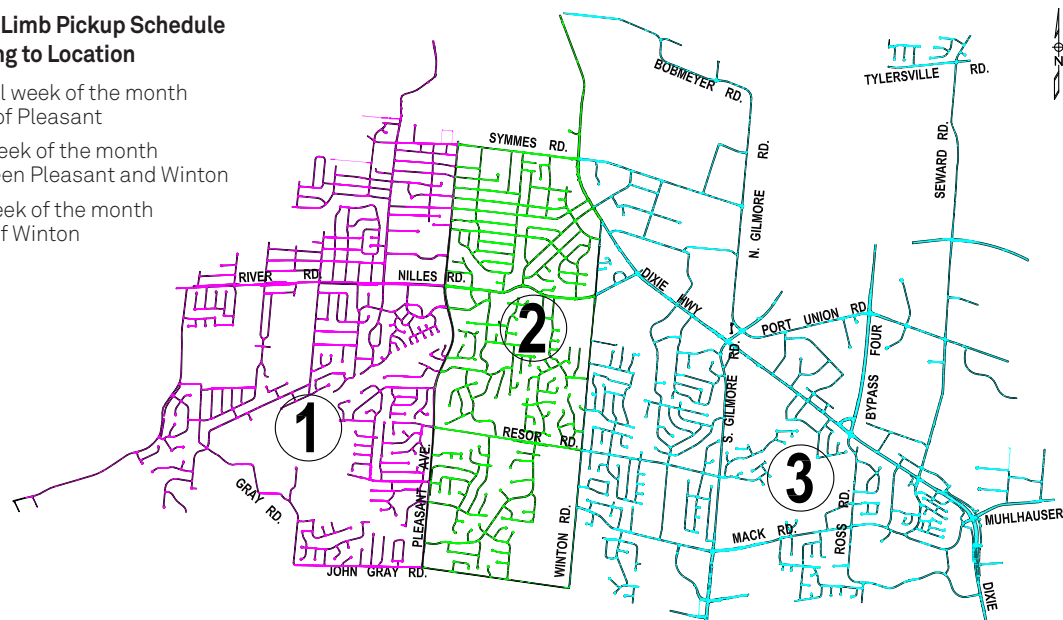 Limb Pickup Schedule
ng to Location
l week of the month
of Pleasant
eek of the month
een Pleasant and Winton
eek of the month
of Winton
BOBMEYER RD.
TYLERSVILLE RD.
N
SYMMES RD.
SEWARD RD.
N. GILMORE RD.
RIVER RD.
NILLES RD.
DIXIE HWY
PORT UNION RD.
2
BYPASS FOUR
S. GILMORE RD.
1
RESOR RD.
3
PLEASANT AVE.
GRAY RD.
WINTON RD.
MACK RD.
ROSS RD.
MUHLHAUSER
JOHN GRAY RD.
DIXIE